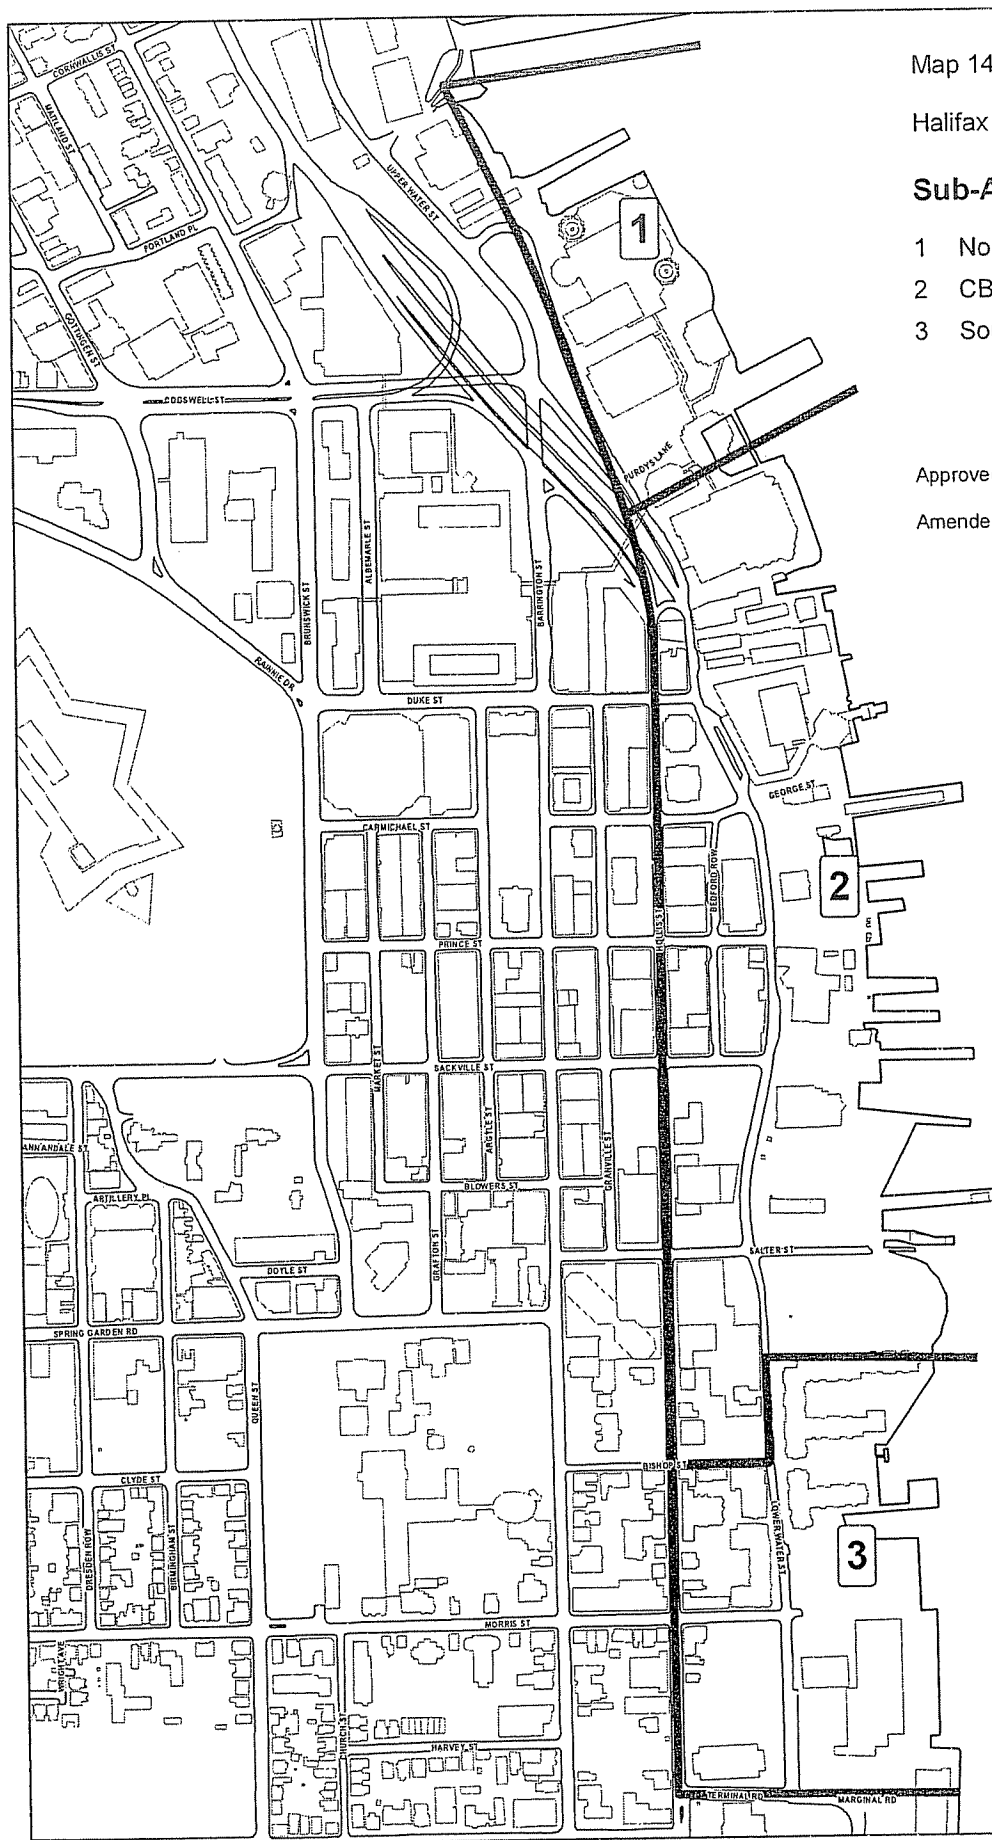 Map 14
Halifax
Sub-A
1 No
2 CB
3 So
Approve
Amende
CORNWALLIS ST
MAITLAND ST
PORTLAND PL
GOTTINGEN ST
UPPER WATER ST
1
COGSWELL ST
PURDYS LANE
ALBEMARLE ST
BRUNSWICK ST
BARRINGTON ST
RAINNIE DR
DUKE ST
GEORGE ST
CARMICHAEL ST
BEDFORD ROW
2
HOLLIS ST
PRINCE ST
MARKET ST
SACKVILLE ST
ANNANDALE ST
ARGYLE ST
GRANVILLE ST
ARTILLERY PL
BLOWERS ST
GRAFTON ST
SALTER ST
DOYLE ST
SPRING GARDEN RD
QUEEN ST
BISHOP ST
CLYDE ST
DRESDEN ROW
BIRMINGHAM ST
LOWER WATER ST
3
MORRIS ST
WRIGHT AVE
CHURCH ST
HARVEY ST
TERMINAL RD
MARGINAL RD